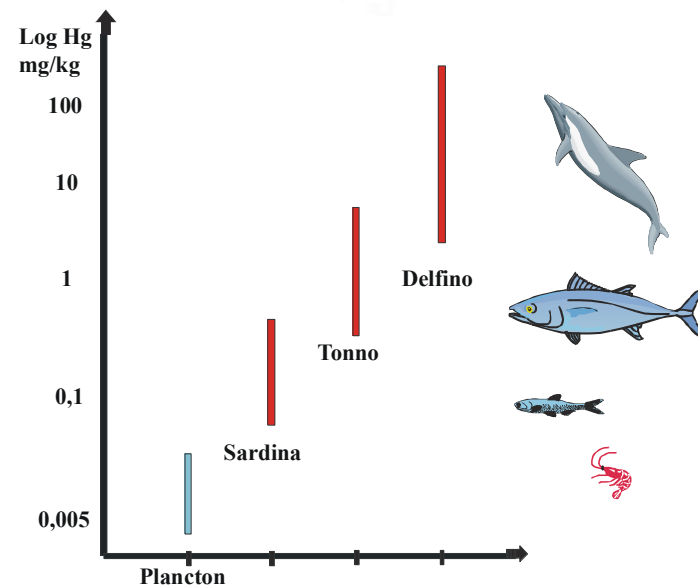 Log Hg
mg/kg
100
10
1
0,1
0,005
Delfino
Tonno
Sardina
Plancton